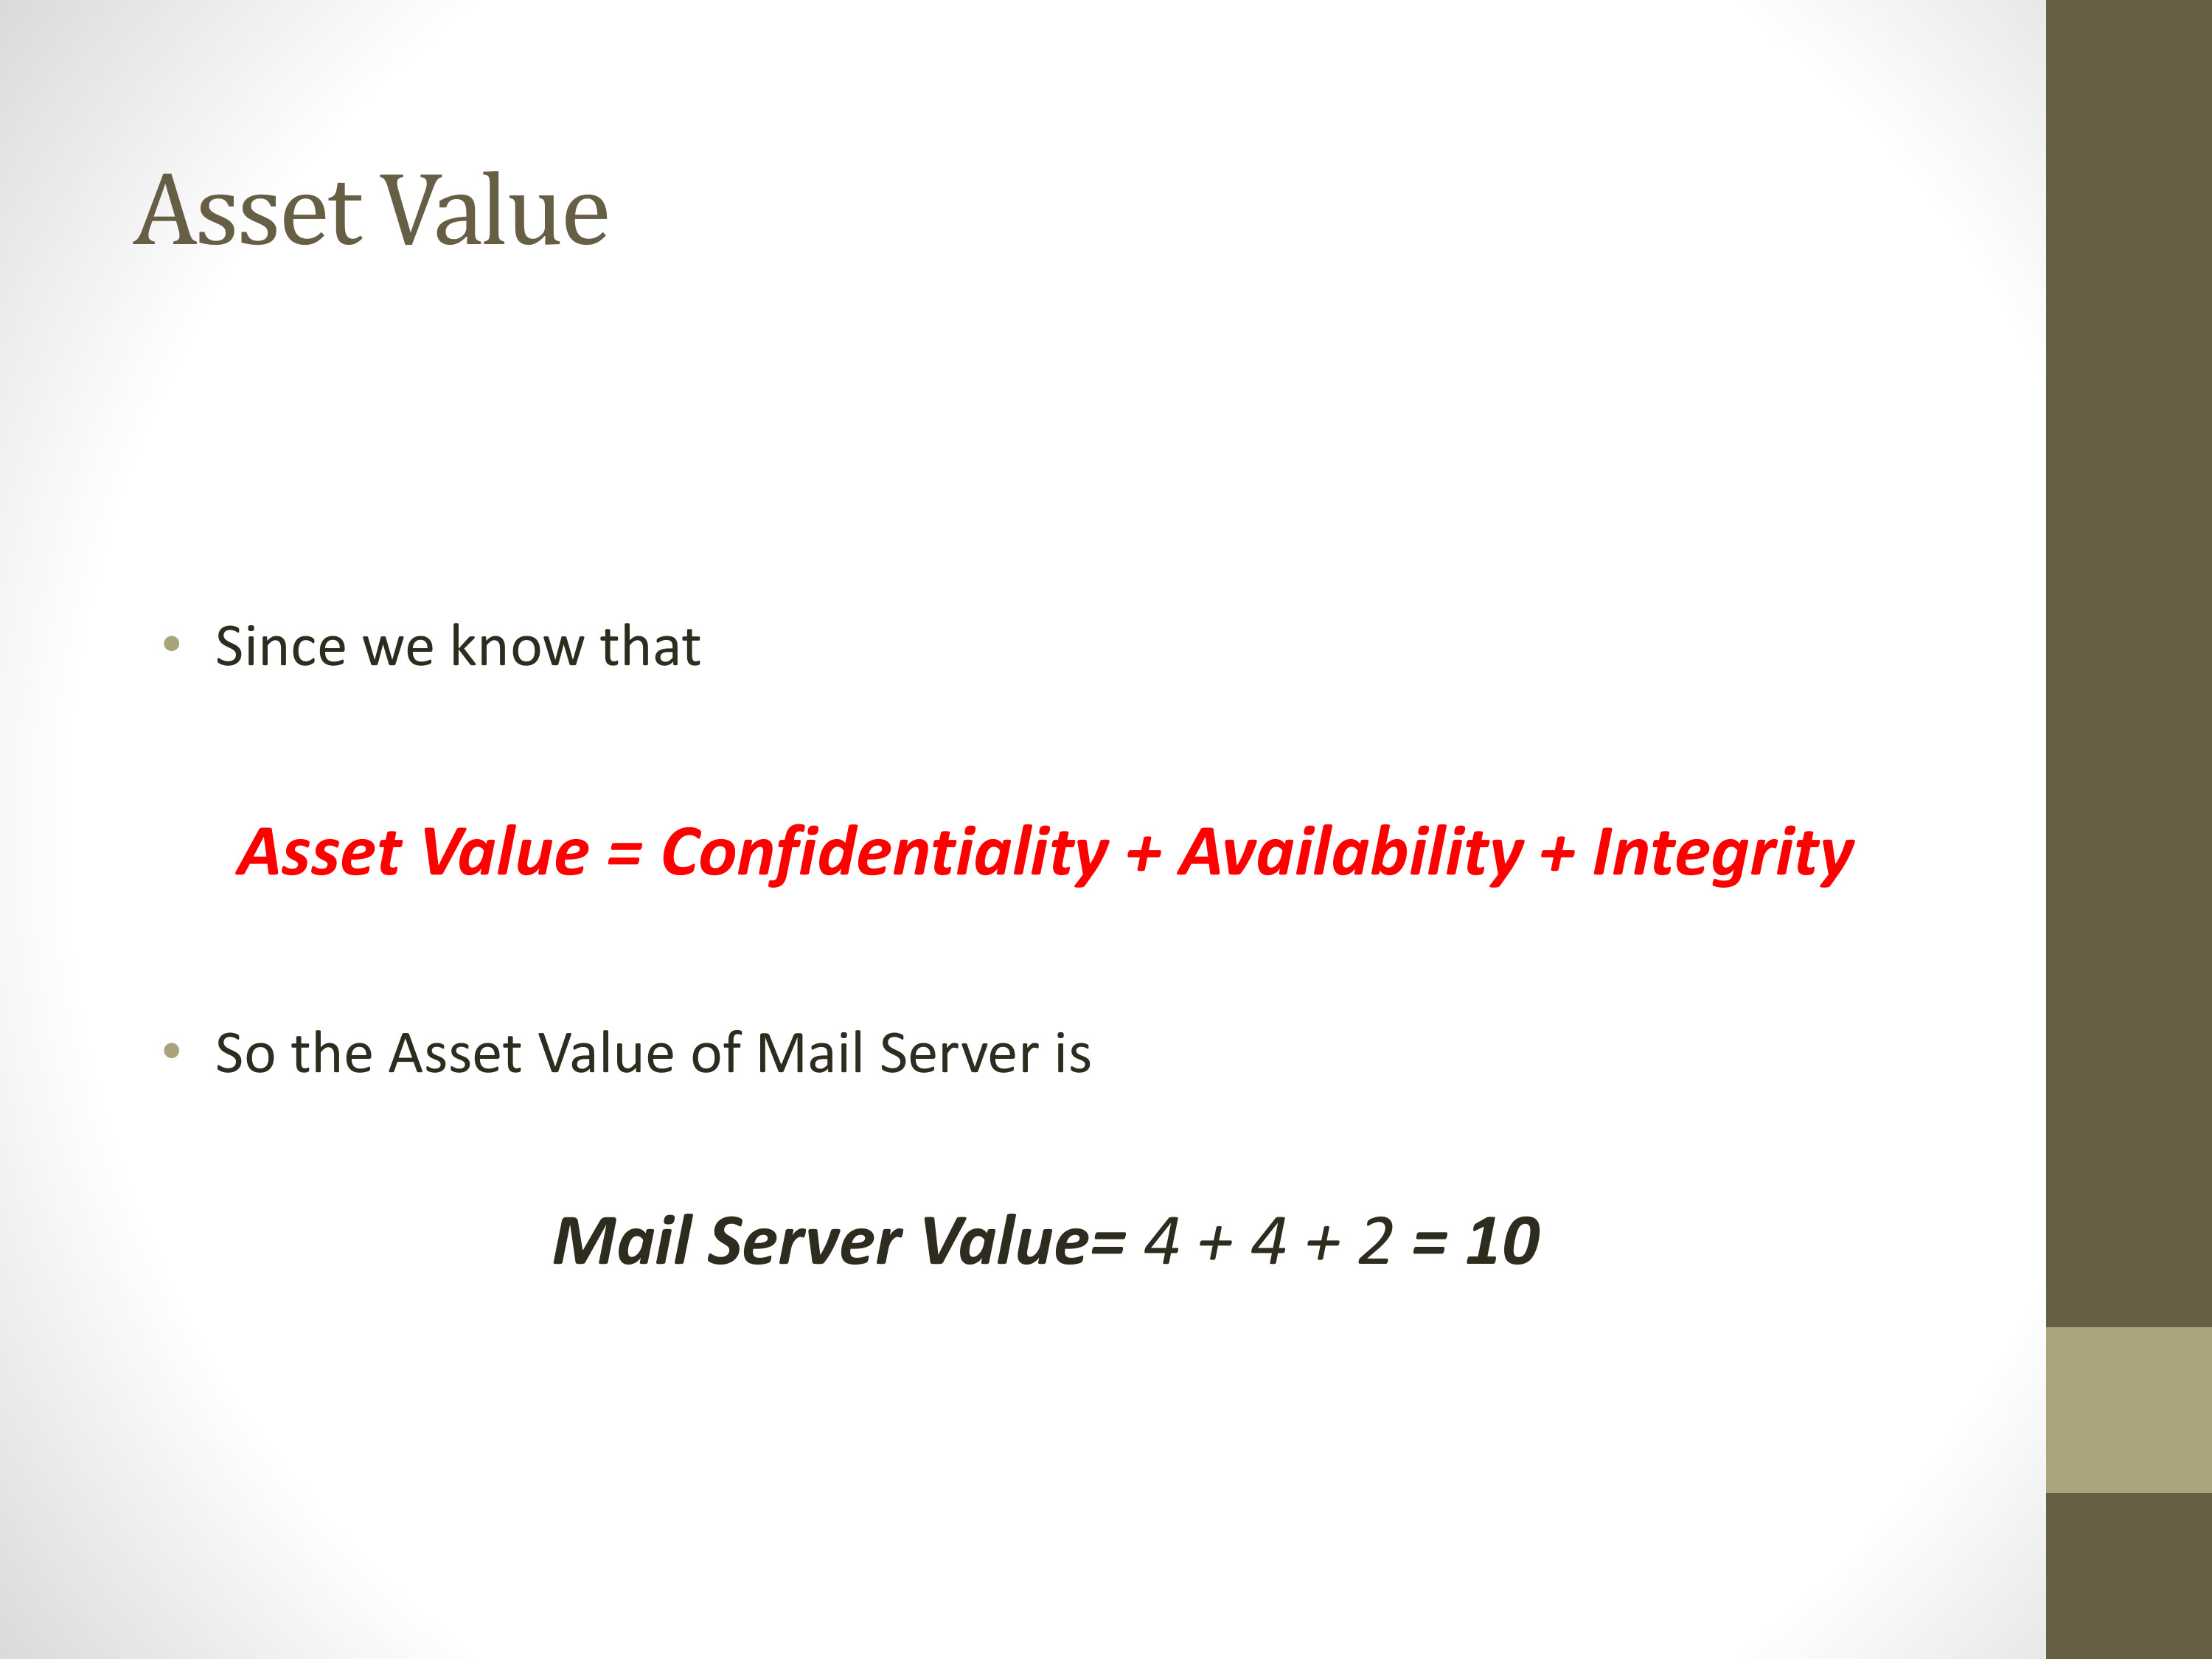 Asset Value
• Since we know that
Asset Value = Confidentiality + Availability + Integrity
• So the Asset Value of Mail Server is
Mail Server Value= 4 + 4 + 2 = 10